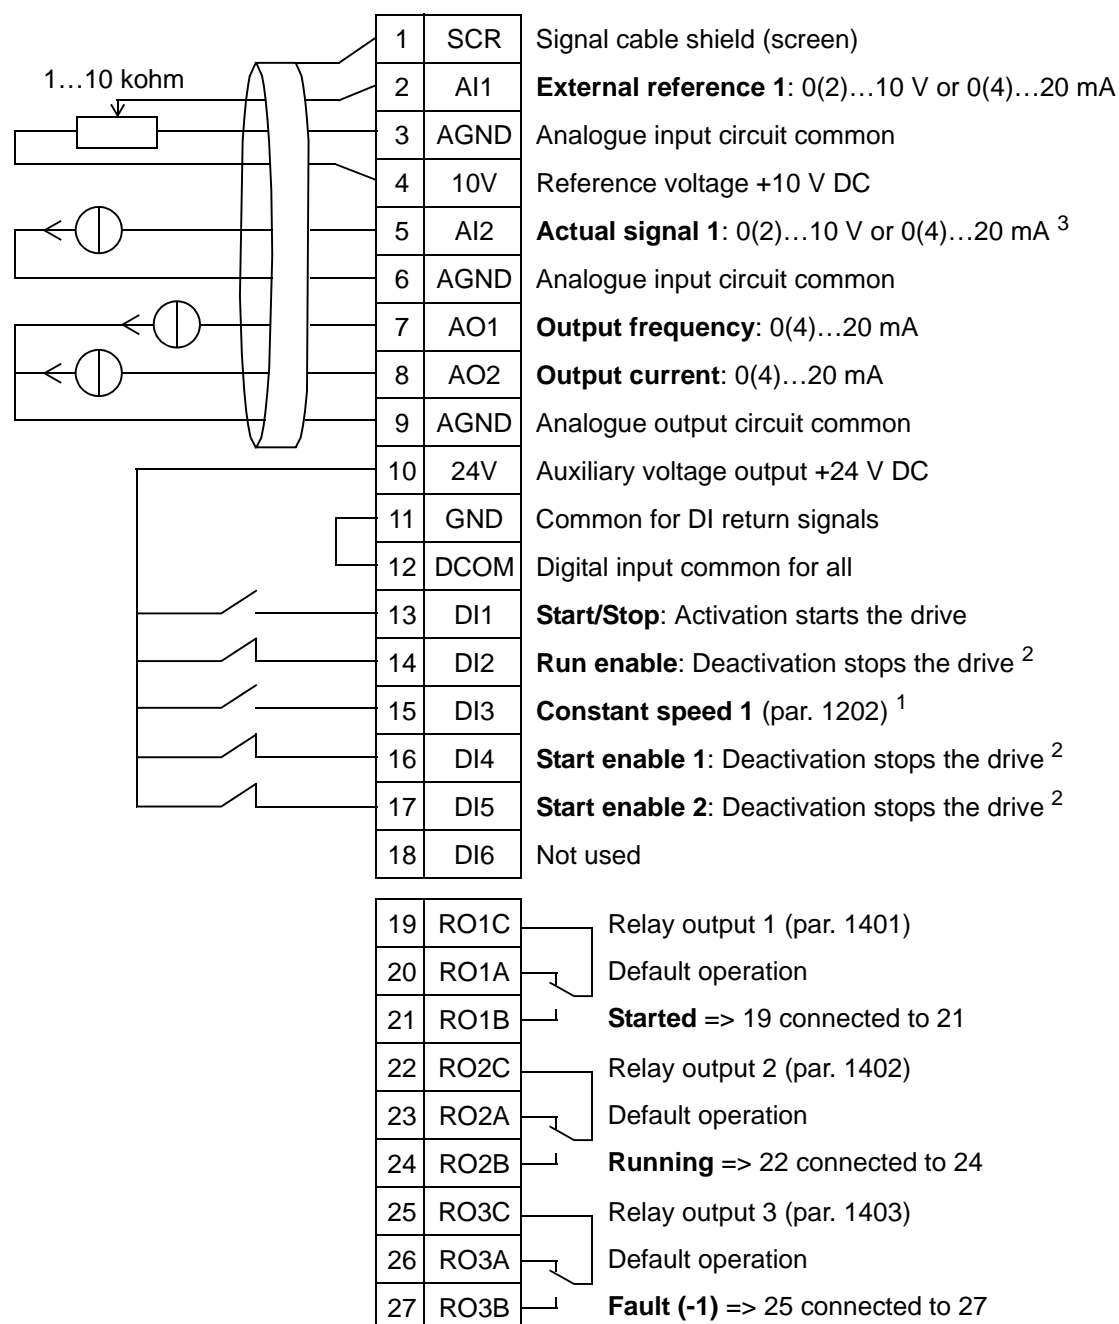 1 SCR Signal cable shield (screen)
1…10 kohm
2 AI1 External reference 1: 0(2)…10 V or 0(4)…20 mA
3 AGND Analogue input circuit common
4 10V Reference voltage +10 V DC
5 AI2 Actual signal 1: 0(2)…10 V or 0(4)…20 mA 3
6 AGND Analogue input circuit common
7 AO1 Output frequency: 0(4)…20 mA
8 AO2 Output current: 0(4)…20 mA
9 AGND Analogue output circuit common
10 24V Auxiliary voltage output +24 V DC
11 GND Common for DI return signals
12 DCOM Digital input common for all
13 DI1 Start/Stop: Activation starts the drive
14 DI2 Run enable: Deactivation stops the drive 2
15 DI3 Constant speed 1 (par. 1202) 1
16 DI4 Start enable 1: Deactivation stops the drive 2
17 DI5 Start enable 2: Deactivation stops the drive 2
18 DI6 Not used
19 RO1C Relay output 1 (par. 1401)
20 RO1A Default operation
21 RO1B Started => 19 connected to 21
22 RO2C Relay output 2 (par. 1402)
23 RO2A Default operation
24 RO2B Running => 22 connected to 24
25 RO3C Relay output 3 (par. 1403)
26 RO3A Default operation
27 RO3B Fault (-1) => 25 connected to 27